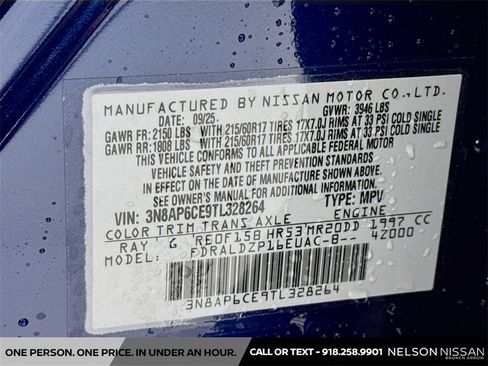 MANUFACTURED BY NISSAN MOTOR CO.,LTD.
DATE: 09/25. GVWR: 3946 LBS
GAWR FR: 2150 LBS WITH 215/60R17 TIRES 17X7.0J RIMS AT 33 PSI COLD SINGLE
GAWR RR: 1808 LBS WITH 215/60R17 TIRES 17X7.0J RIMS AT 33 PSI COLD SINGLE
THIS VEHICLE CONFORMS TO ALL APPLICABLE FEDERAL MOTOR
VEHICLE SAFETY AND THEFT PREVENTION STANDARDS
IN EFFECT ON THE DATE OF MANUFACTURE SHOWN ABOVE.
SEE OWNER'S MANUAL FOR ADDITIONAL INFORMATION.
VIN: 3N8AP6CE9TL328264 TYPE: MPV
COLOR TRIM TRANS AXLE ENGINE
RAY G RE0F15B HR53 MR20DD 1997 CC
MODEL: FDRALDZP16EUAC-B-- 42000
3N8AP6CE9TL328264
ONE PERSON. ONE PRICE. IN UNDER AN HOUR. CALL OR TEXT - 918.258.9901 NELSON NISSAN
BROKEN ARROW